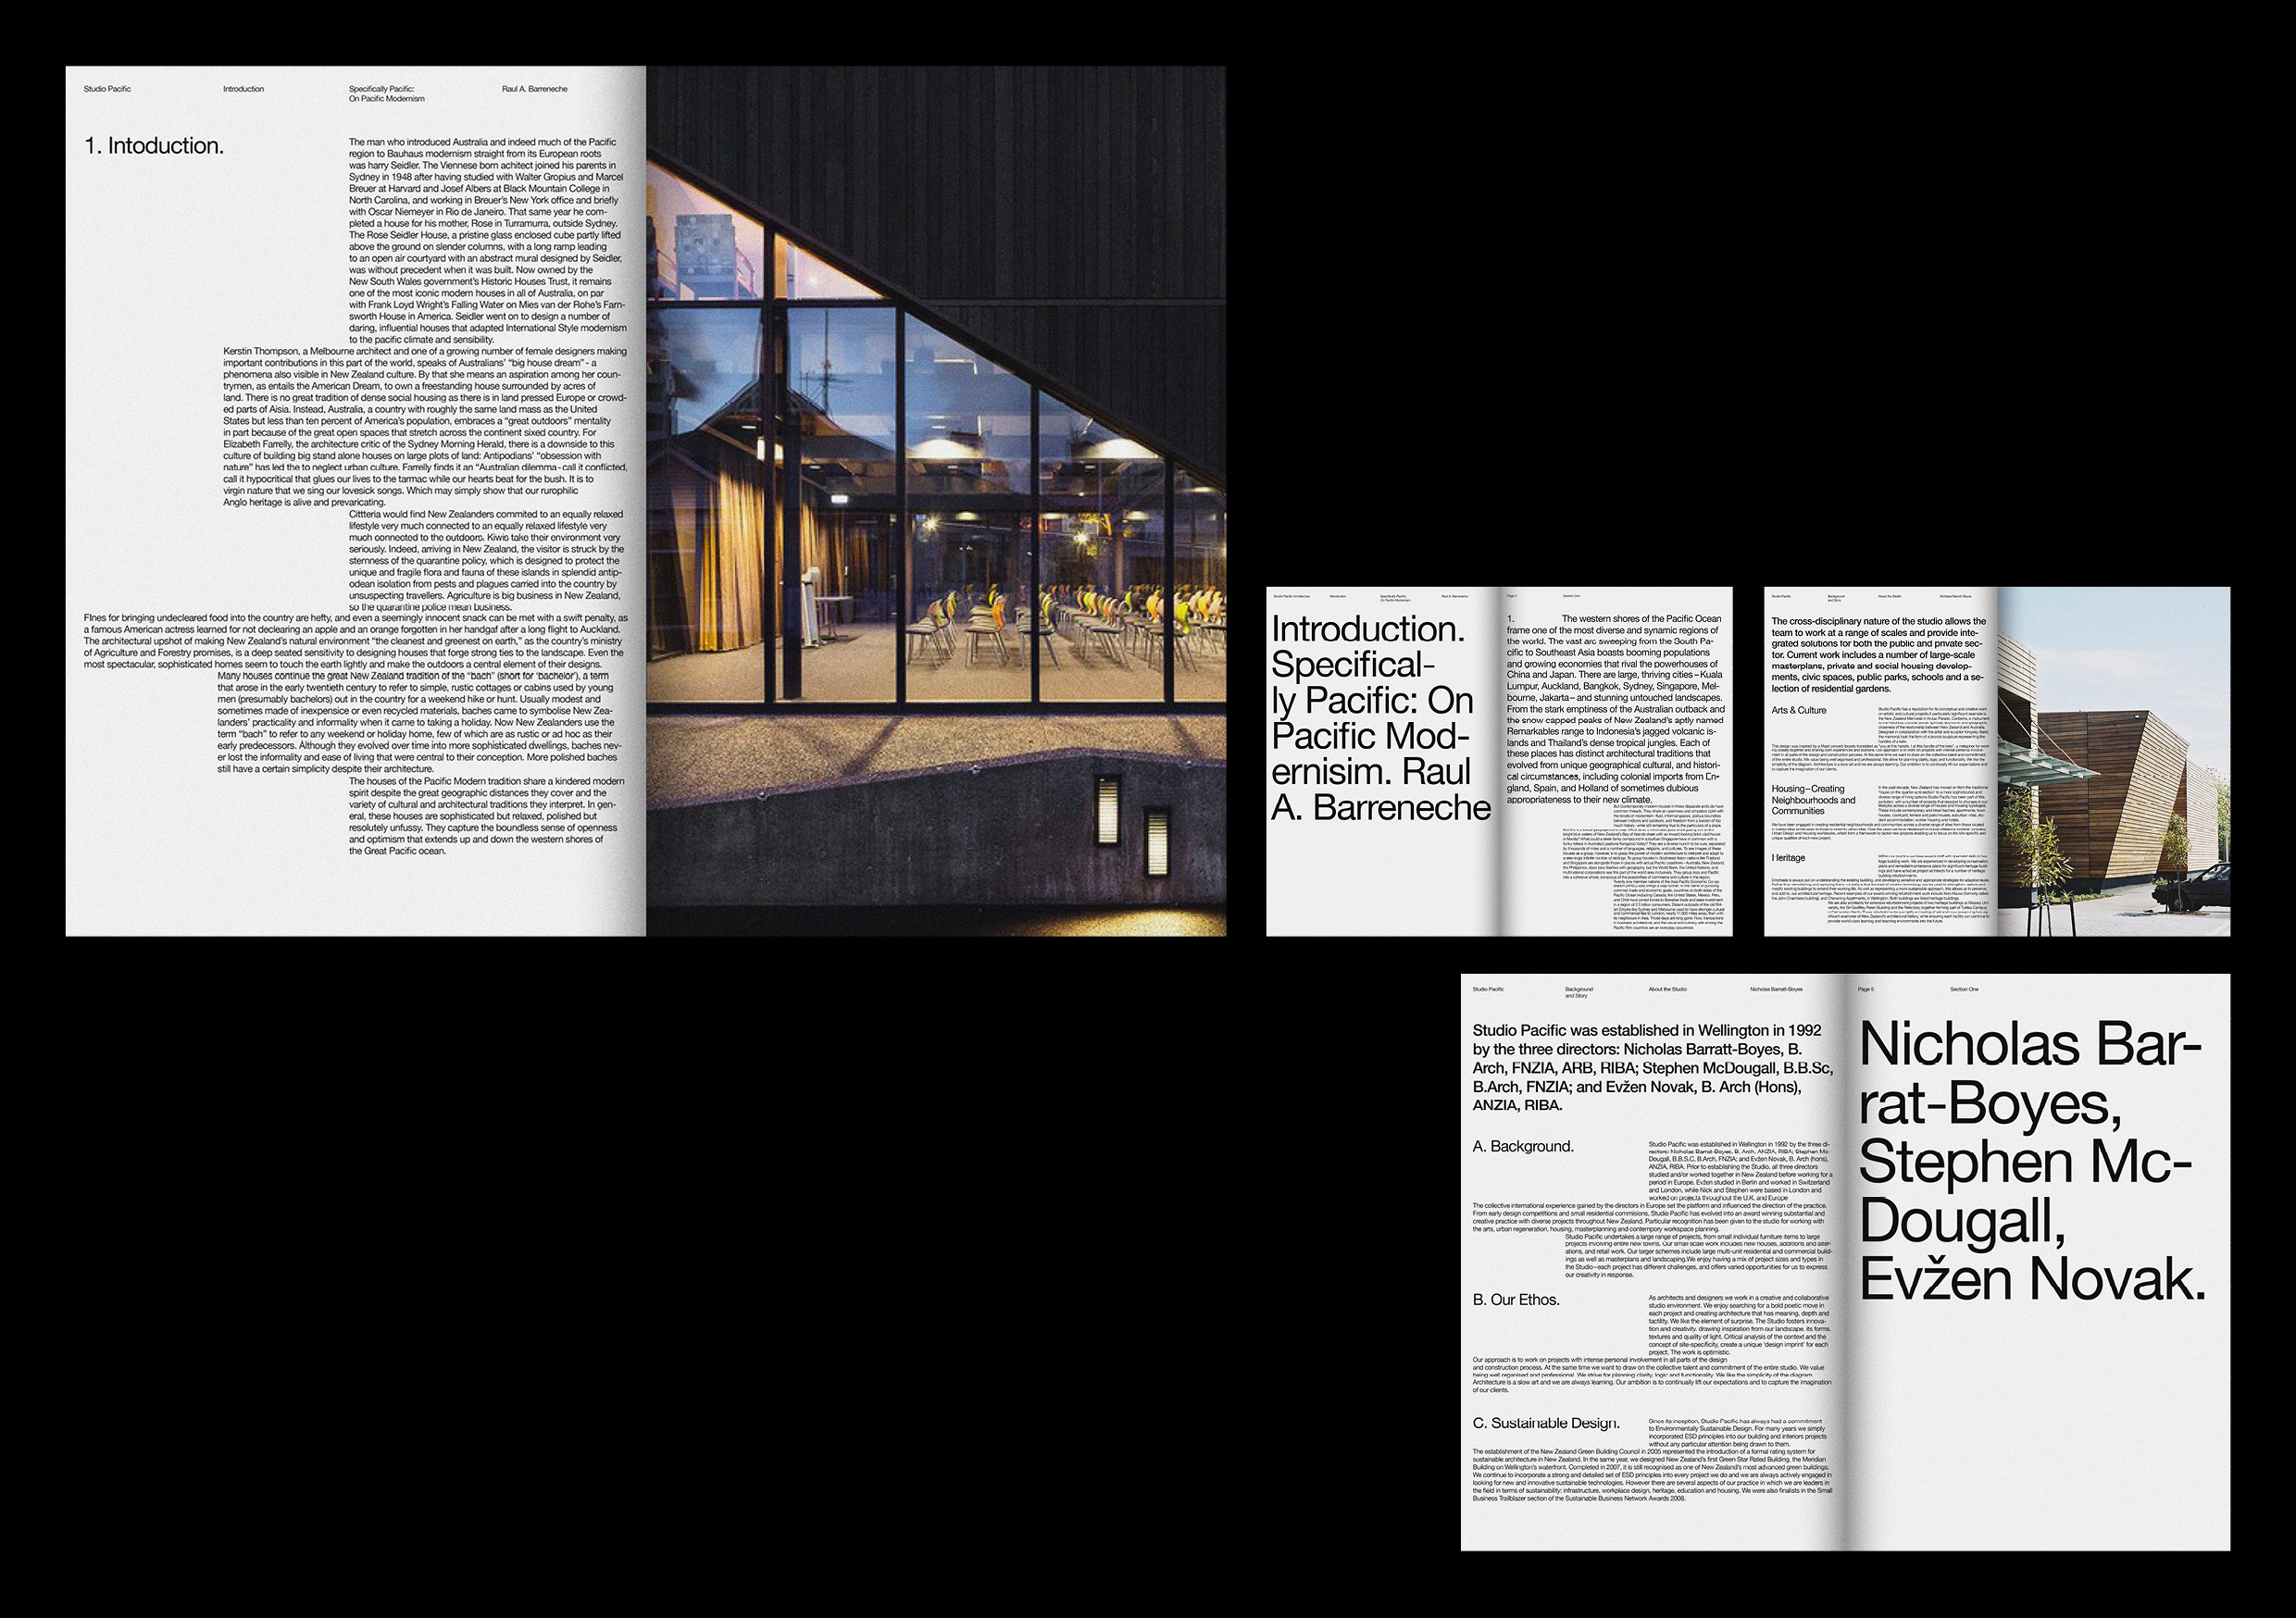 Studio Pacific
Introduction
Specifically Pacific:
On Pacific Modernism
Raul A. Barreneche
1. Intoduction.
The man who introduced Australia and indeed much of the Pacific
region to Bauhaus modernism straight from its European roots
was harry Seidler. The Viennese born achitect joined his parents in
Sydney in 1948 after having studied with Walter Gropius and Marcel
Breuer at Harvard and Josef Albers at Black Mountain College in
North Carolina, and working in Breuer's New York office and briefly
with Oscar Niemeyer in Rio de Janeiro. That same year he com-
pleted a house for his mother, Rose in Turramurra, outside Sydney.
The Rose Seidler House, a pristine glass enclosed cube partly lifted
above the ground on slender columns, with a long ramp leading
to an open air courtyard with an abstract mural designed by Seidler,
was without precedent when it was built. Now owned by the
New South Wales government's Historic Houses Trust, it remains
one of the most iconic modern houses in all of Australia, on par
with Frank Loyd Wright's Falling Water on Mies van der Rohe's Farn-
sworth House in America. Seidler went on to design a number of
daring, influential houses that adapted International Style modernism
to the pacific climate and sensibility.
Kerstin Thompson, a Melbourne architect and one of a growing number of female designers making
important contributions in this part of the world, speaks of Australians' “big house dream” - a
phenomena also visible in New Zealand culture. By that she means an aspiration among her coun-
trymen, as entails the American Dream, to own a freestanding house surrounded by acres of
land. There is no great tradition of dense social housing as there is in land pressed Europe or crowd-
ed parts of Aisia. Instead, Australia, a country with roughly the same land mass as the United
States but less than ten percent of America's population, embraces a “great outdoors” mentality
in part because of the great open spaces that stretch across the continent sixed country. For
Elizabeth Farrelly, the architecture critic of the Sydney Morning Herald, there is a downside to this
culture of building big stand alone houses on large plots of land: Antipodians' “obsession with
nature” has led the to neglect urban culture. Farrelly finds it an “Australian dilemma - call it conflicted,
call it hypocritical that glues our lives to the tarmac while our hearts beat for the bush. It is to
virgin nature that we sing our lovesick songs. Which may simply show that our rurophilic
Anglo heritage is alive and prevaricating.
Cittteria would find New Zealanders commited to an equally relaxed
lifestyle very much connected to an equally relaxed lifestyle very
much connected to the outdoors. Kiwis take their environment very
seriously. Indeed, arriving in New Zealand, the visitor is struck by the
sternness of the quarantine policy, which is designed to protect the
unique and fragile flora and fauna of these islands in splendid antip-
odean isolation from pests and plagues carried into the country by
unsuspecting travellers. Agriculture is big business in New Zealand,
so the quarantine police mean business.
FInes for bringing undecleared food into the country are hefty, and even a seemingly innocent snack can be met with a swift penalty, as
a famous American actress learned for not declearing an apple and an orange forgotten in her handgaf after a long flight to Auckland.
The architectural upshot of making New Zealand's natural environment “the cleanest and greenest on earth,” as the country's ministry
of Agriculture and Forestry promises, is a deep seated sensitivity to designing houses that forge strong ties to the landscape. Even the
most spectacular, sophisticated homes seem to touch the earth lightly and make the outdoors a central element of their designs.
Many houses continue the great New Zealand tradition of the “bach” (short for 'bachelor'), a term
that arose in the early twentieth century to refer to simple, rustic cottages or cabins used by young
men (presumably bachelors) out in the country for a weekend hike or hunt. Usually modest and
sometimes made of inexpensice or even recycled materials, baches came to symbolise New Zea-
landers' practicality and informality when it came to taking a holiday. Now New Zealanders use the
term “bach” to refer to any weekend or holiday home, few of which are as rustic or ad hoc as their
early predecessors. Although they evolved over time into more sophisticated dwellings, baches nev-
er lost the informality and ease of living that were central to their conception. More polished baches
still have a certain simplicity despite their architecture.
The houses of the Pacific Modern tradition share a kindered modern
spirit despite the great geographic distances they cover and the
variety of cultural and architectural traditions they interpret. In gen-
eral, these houses are sophisticated but relaxed, polished but
resolutely unfussy. They capture the boundless sense of openness
and optimism that extends up and down the western shores of
the Great Pacific ocean.
Studio Pacific Architecture
Introduction
Specifically Pacific:
On Pacific Modernism
Raul A. Barreneche
Introduction.
Specifical-
ly Pacific: On
Pacific Mod-
ernisim. Raul
A. Barreneche
Section One
1. The western shores of the Pacific Ocean
frame one of the most diverse and synamic regions of
the world. The vast arc sweeping from the South Pa-
cific to Southeast Asia boasts booming populations
and growing economies that rival the powerhouses of
China and Japan. There are large, thriving cities – Kuala
Lumpur, Auckland, Bangkok, Sydney, Singapore, Mel-
bourne, Jakarta – and stunning untouched landscapes.
From the stark emptiness of the Australian outback and
the snow capped peaks of New Zealand's aptly named
Remarkables range to Indonesia's jagged volcanic is-
lands and Thailand's dense tropical jungles. Each of
these places has distinct architectural traditions that
evolved from unique geographical cultural, and histori-
cal circumstances, including colonial imports from En-
gland, Spain, and Holland of sometimes dubious
appropriateness to their new climate.
Studio Pacific
Background
and Story
About the Studio
Nicholas Barratt-Boyes
The cross-disciplinary nature of the studio allows the
team to work at a range of scales and provide inte-
grated solutions for both the public and private sec-
tor. Current work includes a number of large-scale
masterplans, private and social housing develop-
ments, civic spaces, public parks, schools and a se-
lection of residential gardens.
Arts & Culture
Housing – Creating
Neighbourhoods and
Communities
Heritage
Studio Pacific
Background
and Story
About the Studio
Nicholas Barratt-Boyes
Page 5
Section One
Studio Pacific was established in Wellington in 1992
by the three directors: Nicholas Barratt-Boyes, B.
Arch, FNZIA, ARB, RIBA; Stephen McDougall, B.B.Sc,
B.Arch, FNZIA; and Evžen Novak, B. Arch (Hons),
ANZIA, RIBA.
A. Background.
Studio Pacific was established in Wellington in 1992 by the three di-
rectors: Nicholas Barrat-Boyes, B. Arch, ANZIA, RIBA; Stephen Mc-
Dougall, B.B.S.C, B.Arch, FNZIA; and Evžen Novak, B. Arch (hons),
ANZIA, RIBA. Prior to establishing the Studio, all three directors
studied and/or worked together in New Zealand before working for a
period in Europe. Evžen studied in Berlin and worked in Switzerland
and London, while Nick and Stephen were based in London and
worked on projects throughout the U.K. and Europe
The collective international experience gained by the directors in Europe set the platform and influenced the direction of the practice.
From early design competitions and small residential commisions, Studio Pacific has evolved into an award winning substantial and
creative practice with diverse projects throughout New Zealand. Particular recognition has been given to the studio for working with
the arts, urban regeneration, housing, masterplanning and contempory workspace planning.
Studio Pacific undertakes a large range of projects, from small individual furniture items to large
projects involving entire new towns. Our small scale work includes new houses, additions and alter-
ations, and retail work. Our larger schemes include large multi-unit residential and commercial build-
ings as well as masterplans and landscaping.We enjoy having a mix of project sizes and types in
the Studio – each project has different challenges, and offers varied opportunities for us to express
our creativity in response.
B. Our Ethos.
As architects and designers we work in a creative and collaborative
studio environment. We enjoy searching for a bold poetic move in
each project and creating architecture that has meaning, depth and
tactility. We like the element of surprise. The Studio fosters innova-
tion and creativity, drawing inspiration from our landscape, its forms,
textures and quality of light. Critical analysis of the context and the
concept of site-specificity, create a unique 'design imprint' for each
project. The work is optimistic.
Our approach is to work on projects with intense personal involvement in all parts of the design
and construction process. At the same time we want to draw on the collective talent and commitment of the entire studio. We value
being well organised and professional. We strive for planning clarity, logic and functionality. We like the simplicity of the diagram.
Architecture is a slow art and we are always learning. Our ambition is to continually lift our expectations and to capture the imagination
of our clients.
C. Sustainable Design.
Since its inception, Studio Pacific has always had a commitment
to Environmentally Sustainable Design. For many years we simply
incorporated ESD principles into our building and interiors projects
without any particular attention being drawn to them.
The establishment of the New Zealand Green Building Council in 2005 represented the introduction of a formal rating system for
sustainable architecture in New Zealand. In the same year, we designed New Zealand's first Green Star Rated Building, the Meridian
Building on Wellington's waterfront. Completed in 2007, it is still recognised as one of New Zealand's most advanced green buildings.
We continue to incorporate a strong and detailed set of ESD principles into every project we do and we are always actively engaged in
looking for new and innovative sustainable technologies. However there are several aspects of our practice in which we are leaders in
the field in terms of sustainability: infrastructure, workplace design, heritage, education and housing. We were also finalists in the Small
Business Trailblazer section of the Sustainable Business Network Awards 2008.
Nicholas Bar-
rat-Boyes,
Stephen Mc-
Dougall,
Evžen Novak.